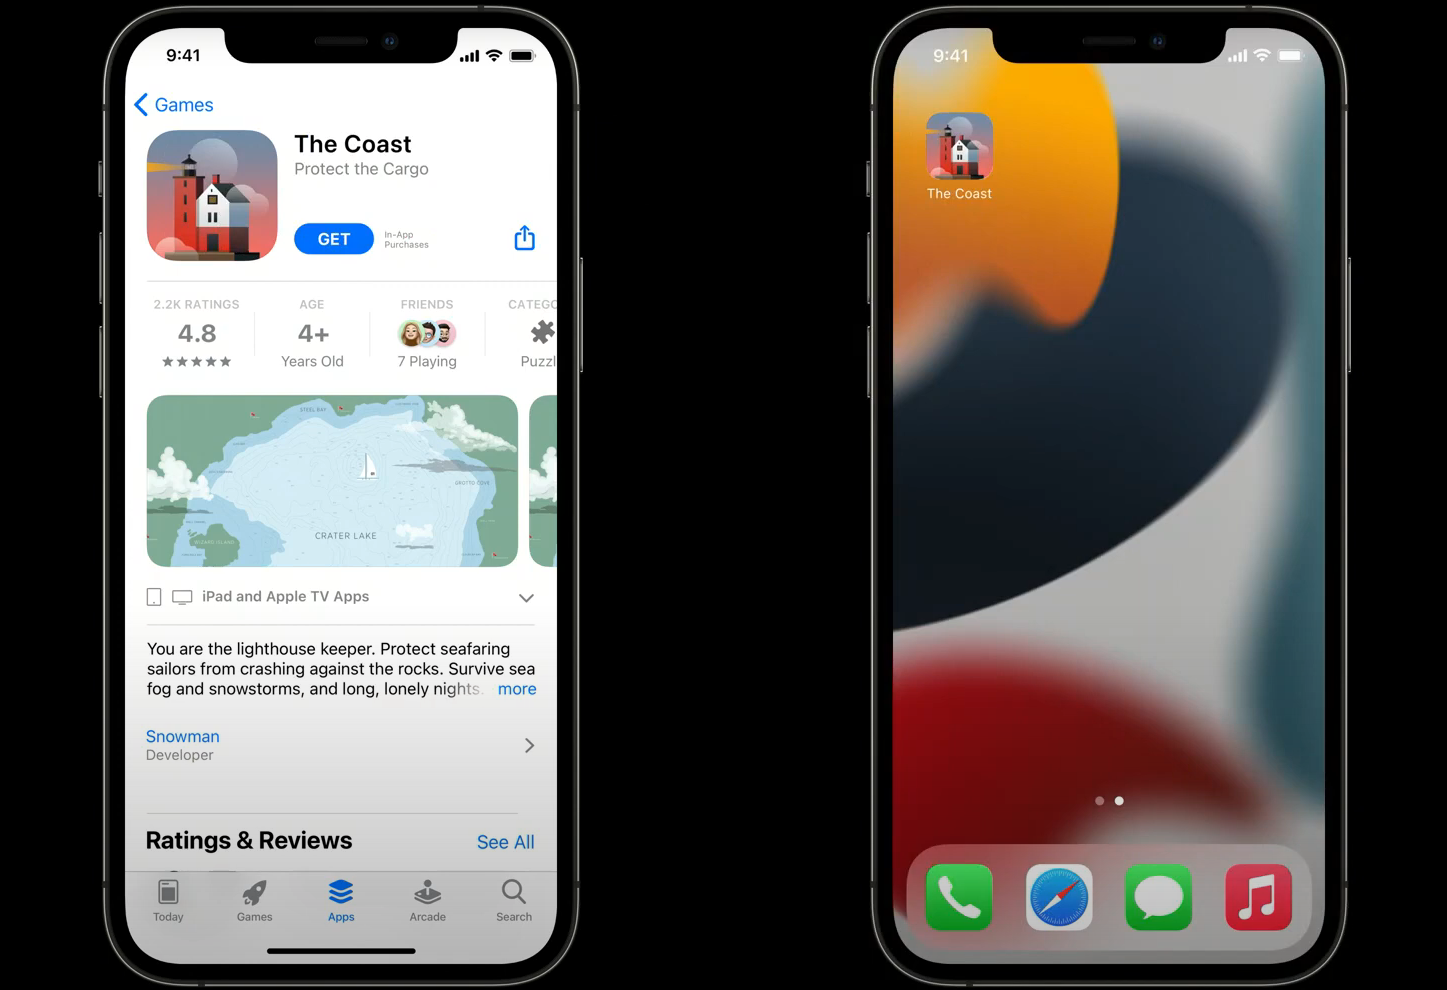 9:41
Games
The Coast
Protect the Cargo
GET
In-App
Purchases
2.2K RATINGS
4.8
AGE
4+
Years Old
FRIENDS
7 Playing
CATEGO
Puzzl
STEEL BAY
GROTTO COVE
CRATER LAKE
WIZARD ISLAND
iPad and Apple TV Apps
You are the lighthouse keeper. Protect seafaring
sailors from crashing against the rocks. Survive sea
fog and snowstorms, and long, lonely nights. more
Snowman
Developer
Ratings & Reviews
See All
Today
Games
Apps
Arcade
Search
9:41
The Coast